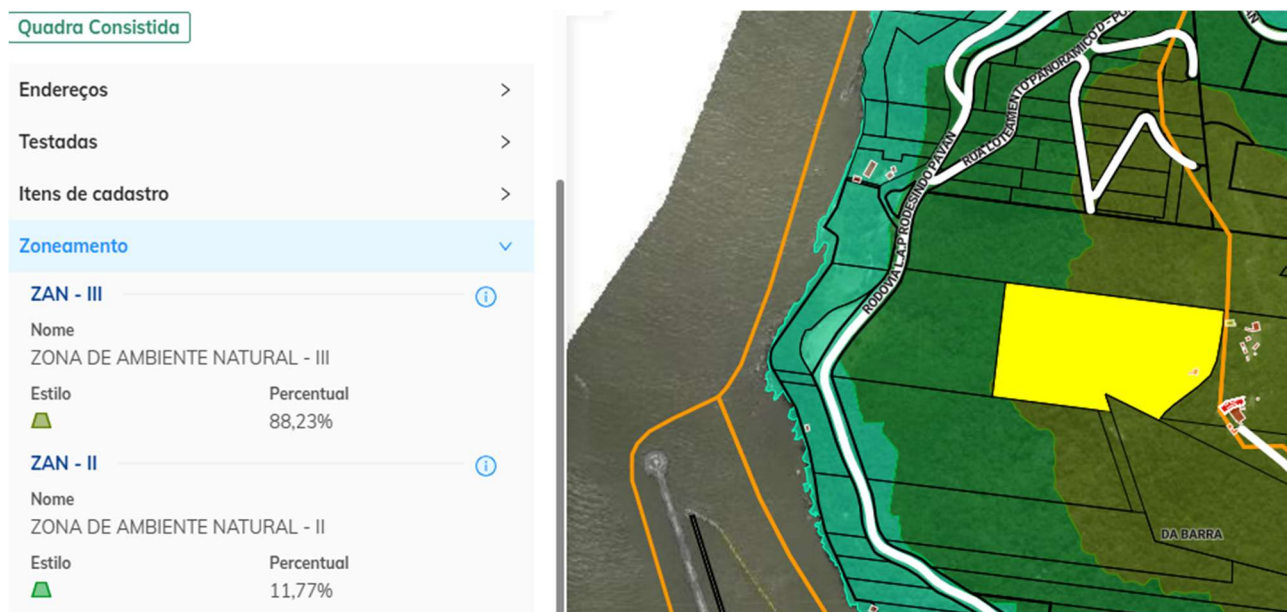 Quadra Consistida
Endereços
Testadas
Itens de cadastro
Zoneamento
ZAN - III
Nome
ZONA DE AMBIENTE NATURAL - III
Estilo
Percentual
88,23%
ZAN - II
Nome
ZONA DE AMBIENTE NATURAL - II
Estilo
Percentual
11,77%
RUA LOTEAMENTO PANORAMICO D - PO
RODOVIA L.A.P RODESINDO PAVAN
DA BARRA